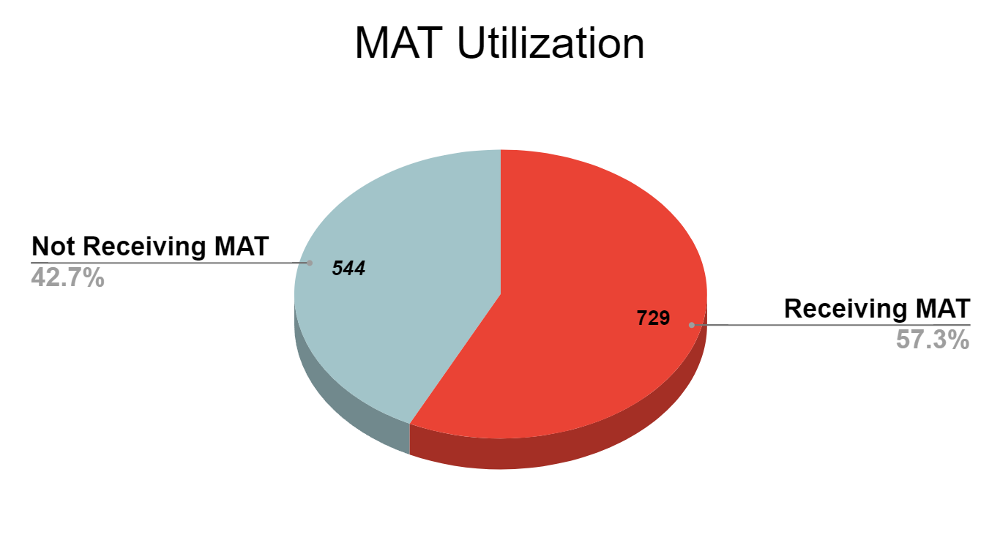 MAT Utilization
Not Receiving MAT
42.7%
544
729
Receiving MAT
57.3%